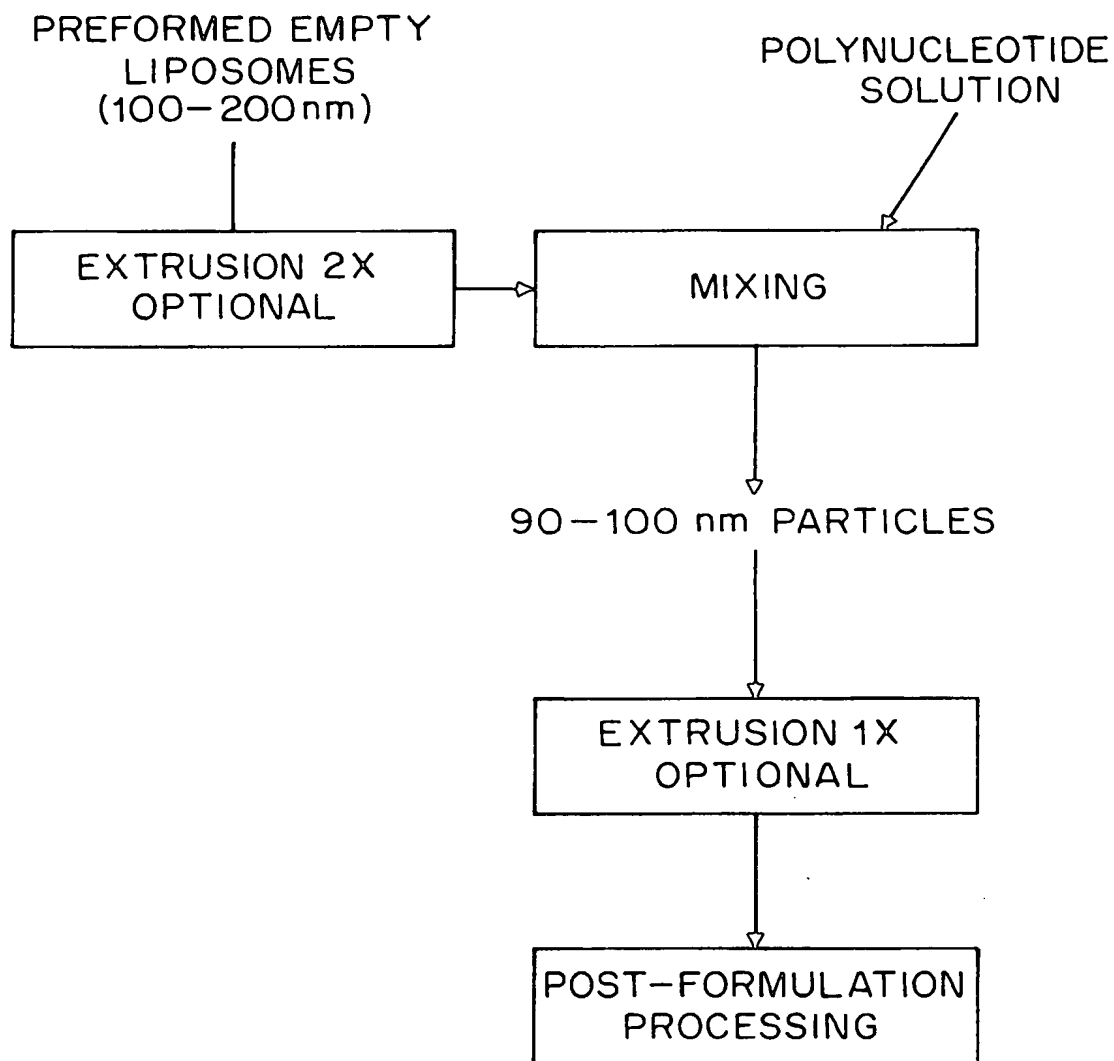 PREFORMED EMPTY
LIPOSOMES
(100-200nm)
POLYNUCLEOTIDE
SOLUTION
EXTRUSION 2X
OPTIONAL
MIXING
90-100 nm PARTICLES
EXTRUSION 1X
OPTIONAL
POST-FORMULATION
PROCESSING